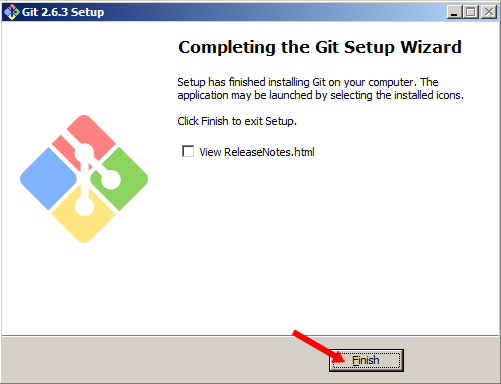 Git 2.6.3 Setup
Completing the Git Setup Wizard
Setup has finished installing Git on your computer. The
application may be launched by selecting the installed icons.
Click Finish to exit Setup.
View ReleaseNotes.html
Finish